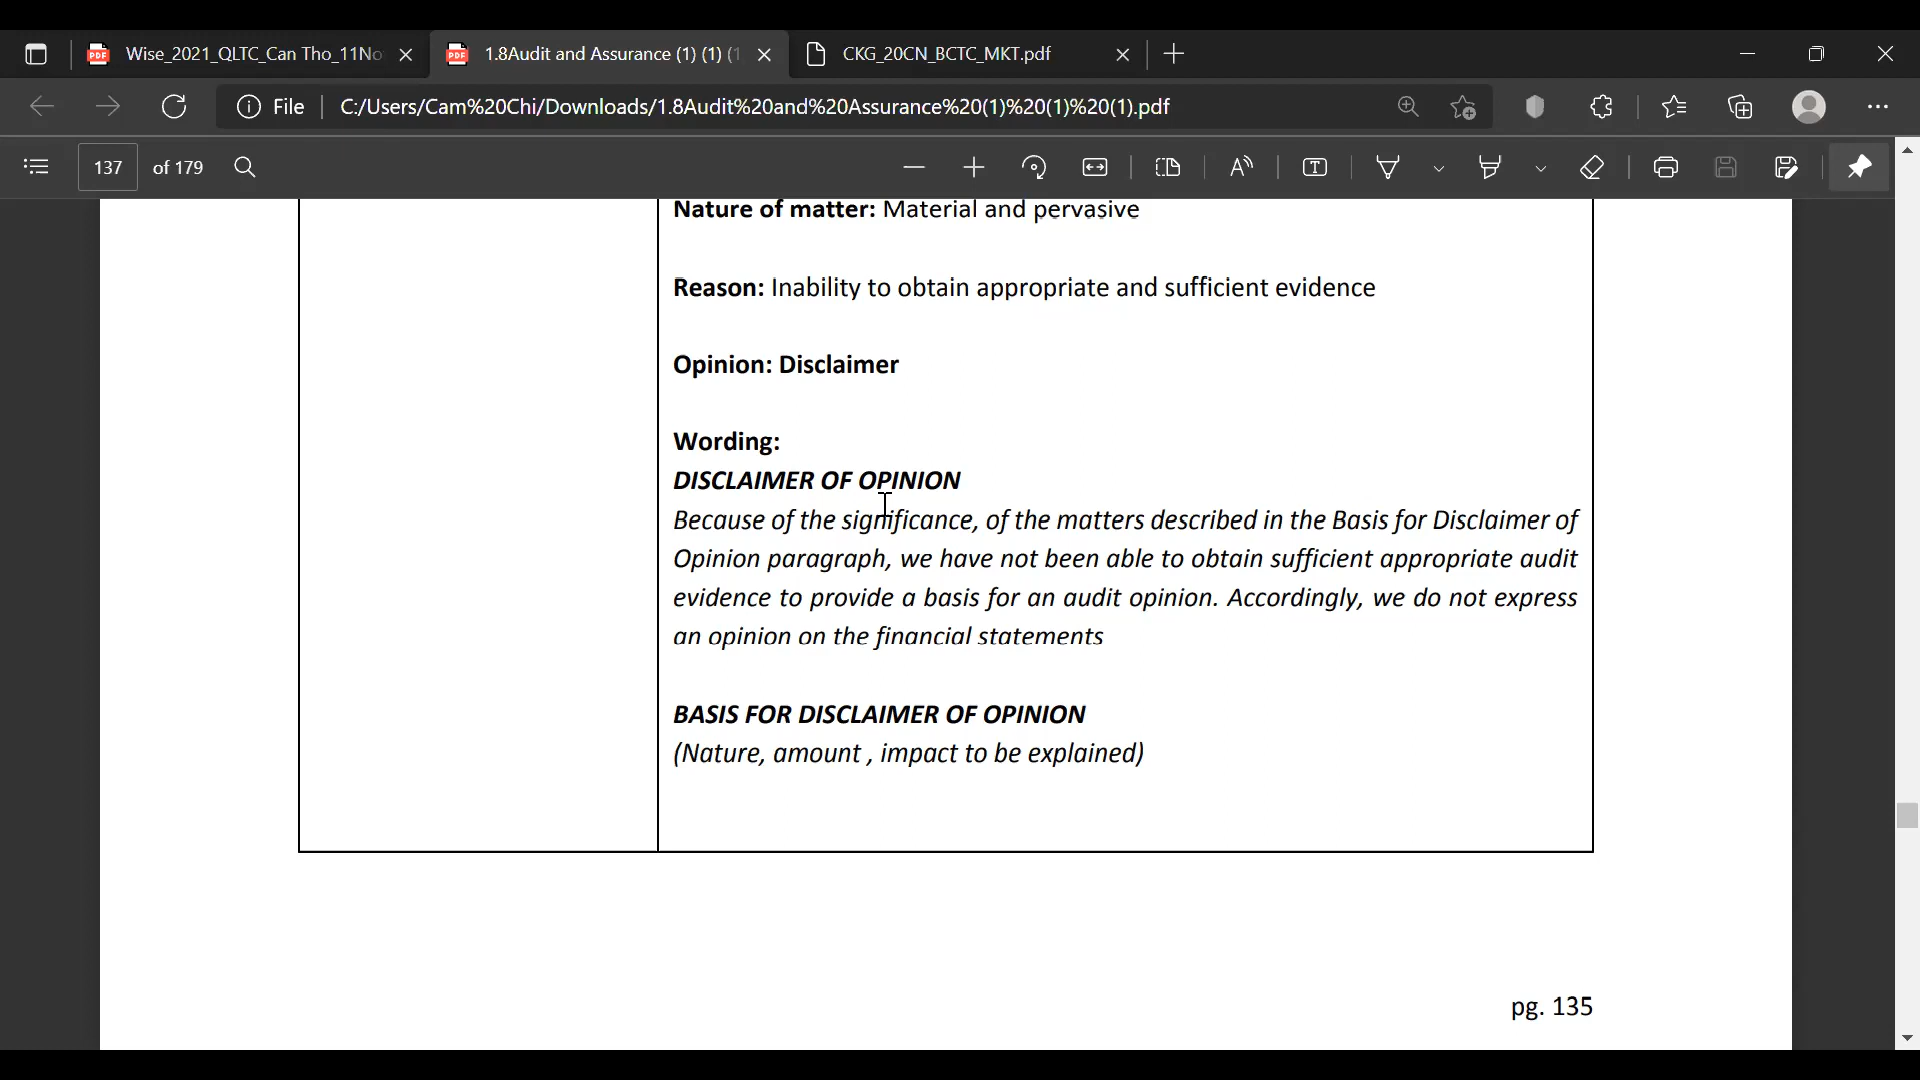 Wise_2021_QLTC_Can Tho_11No
1.8Audit and Assurance (1) (1) (1
CKG_20CN_BCTC_MKT.pdf
File
C:/Users/Cam%20Chi/Downloads/1.8Audit%20and%20Assurance%20(1)%20(1)%20(1).pdf
137 of 179
Nature of matter: Material and pervasive
Reason: Inability to obtain appropriate and sufficient evidence
Opinion: Disclaimer
Wording:
DISCLAIMER OF OPINION
Because of the significance, of the matters described in the Basis for Disclaimer of
Opinion paragraph, we have not been able to obtain sufficient appropriate audit
evidence to provide a basis for an audit opinion. Accordingly, we do not express
an opinion on the financial statements
BASIS FOR DISCLAIMER OF OPINION
(Nature, amount , impact to be explained)
pg. 135